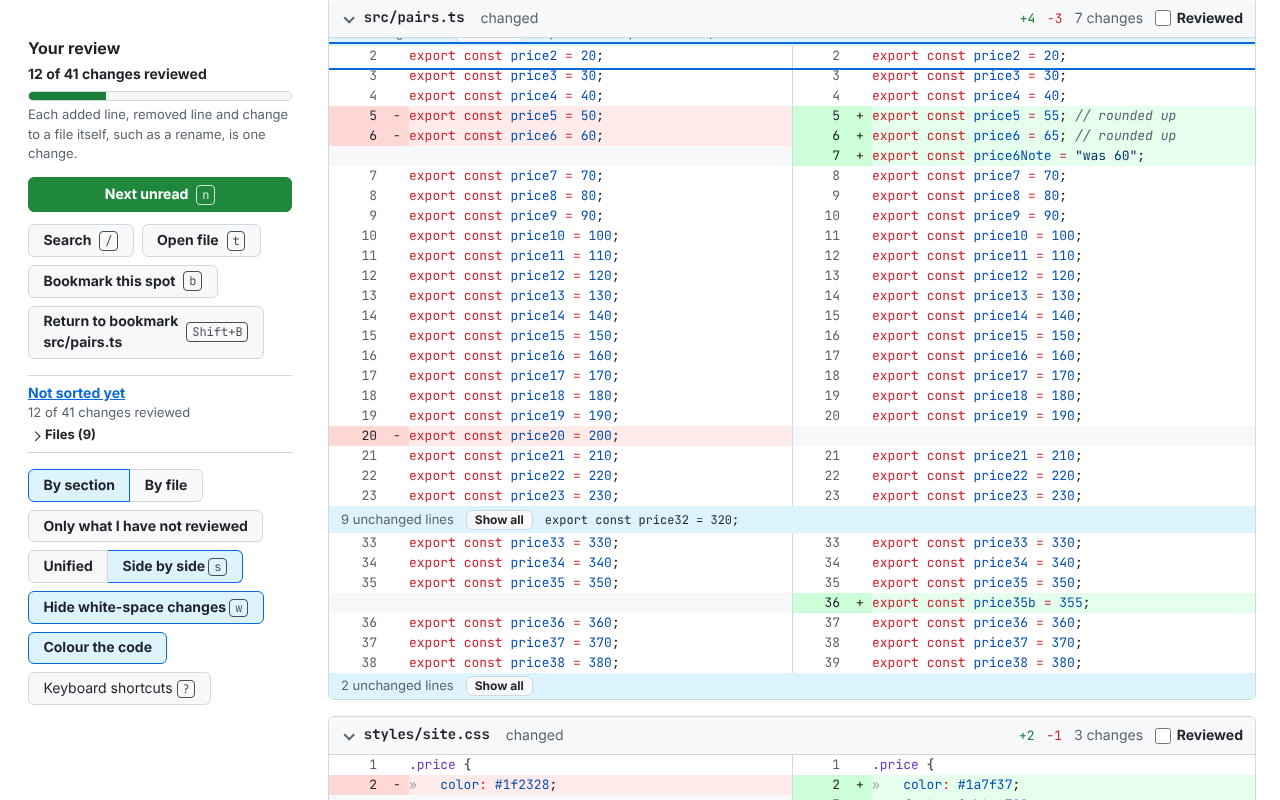 Your review
12 of 41 changes reviewed
Each added line, removed line and change
to a file itself, such as a rename, is one
change.
Next unread n
Search / Open file t
Bookmark this spot b
Return to bookmark
src/pairs.ts Shift+B
Not sorted yet
12 of 41 changes reviewed
Files (9)
By section By file
Only what I have not reviewed
Unified Side by side s
Hide white-space changes w
Colour the code
Keyboard shortcuts ?
src/pairs.ts changed +4 -3 7 changes Reviewed
2 export const price2 = 20; 2 export const price2 = 20;
3 export const price3 = 30; 3 export const price3 = 30;
4 export const price4 = 40; 4 export const price4 = 40;
5 - export const price5 = 50; 5 + export const price5 = 55; // rounded up
6 - export const price6 = 60; 6 + export const price6 = 65; // rounded up
7 + export const price6Note = "was 60";
7 export const price7 = 70; 8 export const price7 = 70;
8 export const price8 = 80; 9 export const price8 = 80;
9 export const price9 = 90; 10 export const price9 = 90;
10 export const price10 = 100; 11 export const price10 = 100;
11 export const price11 = 110; 12 export const price11 = 110;
12 export const price12 = 120; 13 export const price12 = 120;
13 export const price13 = 130; 14 export const price13 = 130;
14 export const price14 = 140; 15 export const price14 = 140;
15 export const price15 = 150; 16 export const price15 = 150;
16 export const price16 = 160; 17 export const price16 = 160;
17 export const price17 = 170; 18 export const price17 = 170;
18 export const price18 = 180; 19 export const price18 = 180;
19 export const price19 = 190; 20 export const price19 = 190;
20 - export const price20 = 200;
21 export const price21 = 210; 21 export const price21 = 210;
22 export const price22 = 220; 22 export const price22 = 220;
23 export const price23 = 230; 23 export const price23 = 230;
9 unchanged lines Show all export const price32 = 320;
33 export const price33 = 330; 33 export const price33 = 330;
34 export const price34 = 340; 34 export const price34 = 340;
35 export const price35 = 350; 35 export const price35 = 350;
36 + export const price35b = 355;
36 export const price36 = 360; 37 export const price36 = 360;
37 export const price37 = 370; 38 export const price37 = 370;
38 export const price38 = 380; 39 export const price38 = 380;
2 unchanged lines Show all
styles/site.css changed +2 -1 3 changes Reviewed
1 .price { 1 .price {
2 - » color: #1f2328; 2 + » color: #1a7f37;